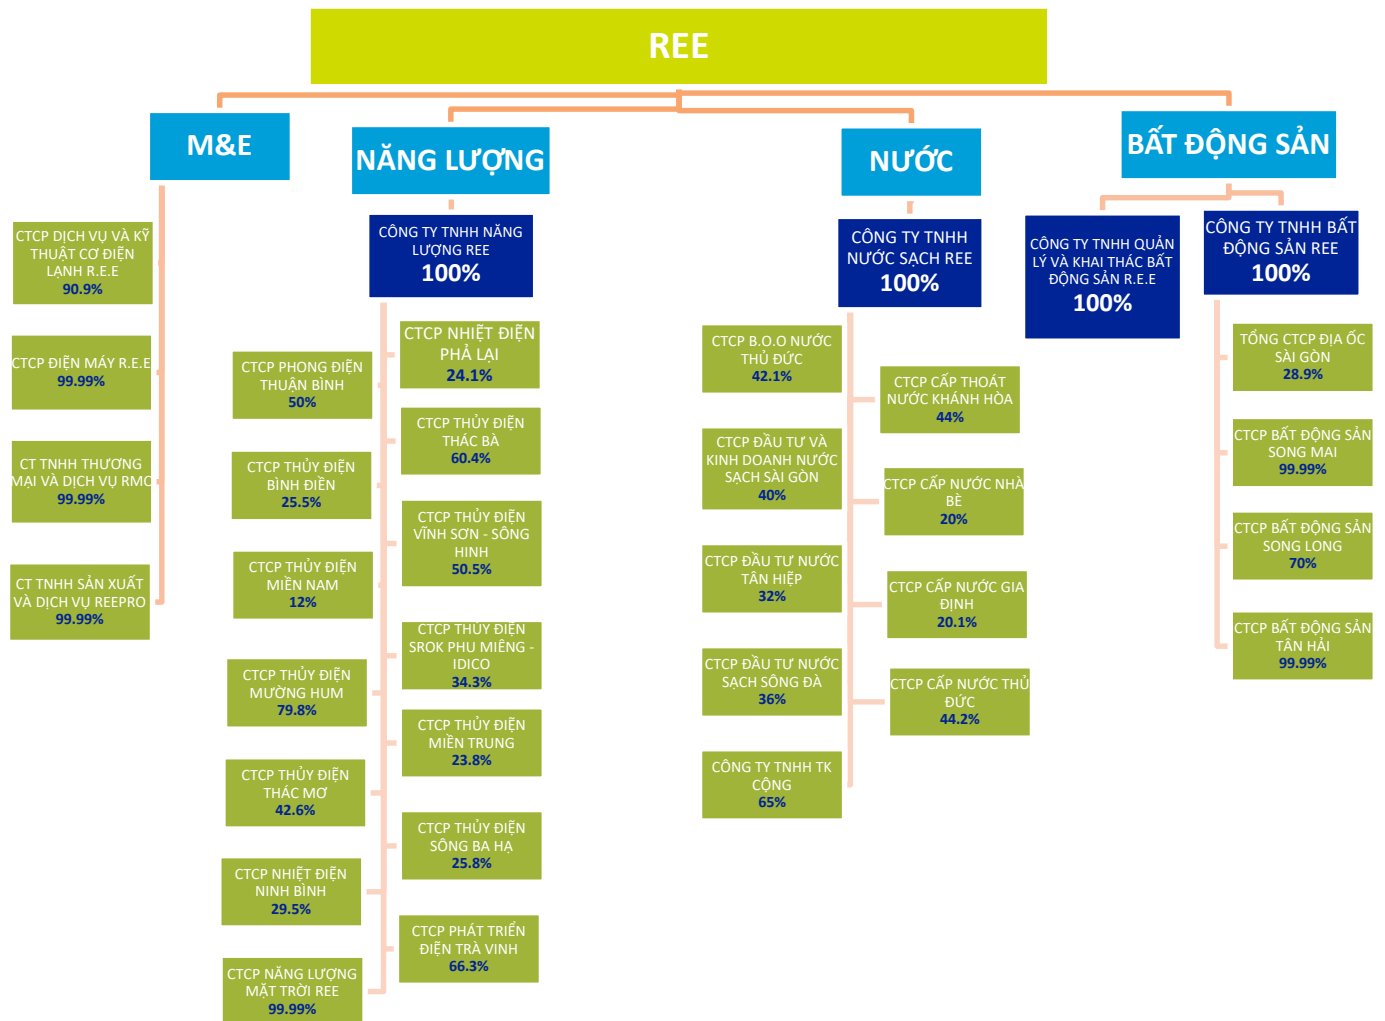 REE
M&E
NĂNG LƯỢNG
NƯỚC
BẤT ĐỘNG SẢN
CTCP DỊCH VỤ VÀ KỸ
THUẬT CƠ ĐIỆN
LẠNH R.E.E
90.9%
CTCP ĐIỆN MÁY R.E.E
99.99%
CT TNHH THƯƠNG
MẠI VÀ DỊCH VỤ RMC
99.99%
CT TNHH SẢN XUẤT
VÀ DỊCH VỤ REEPRO
99.99%
CÔNG TY TNHH NĂNG
LƯỢNG REE
100%
CTCP PHONG ĐIỆN
THUẬN BÌNH
50%
CTCP THỦY ĐIỆN
BÌNH ĐIỀN
25.5%
CTCP THỦY ĐIỆN
MIỀN NAM
12%
CTCP THỦY ĐIỆN
MƯỜNG HUM
79.8%
CTCP THỦY ĐIỆN
THÁC MƠ
42.6%
CTCP NHIỆT ĐIỆN
NINH BÌNH
29.5%
CTCP NĂNG LƯỢNG
MẶT TRỜI REE
99.99%
CTCP NHIỆT ĐIỆN
PHẢ LẠI
24.1%
CTCP THỦY ĐIỆN
THÁC BÀ
60.4%
CTCP THỦY ĐIỆN
VĨNH SƠN - SÔNG
HINH
50.5%
CTCP THỦY ĐIỆN
SROK PHU MIÊNG -
IDICO
34.3%
CTCP THỦY ĐIỆN
MIỀN TRUNG
23.8%
CTCP THỦY ĐIỆN
SÔNG BA HẠ
25.8%
CTCP PHÁT TRIỂN
ĐIỆN TRÀ VINH
66.3%
CÔNG TY TNHH
NƯỚC SẠCH REE
100%
CTCP B.O.O NƯỚC
THỦ ĐỨC
42.1%
CTCP ĐẦU TƯ VÀ
KINH DOANH NƯỚC
SẠCH SÀI GÒN
40%
CTCP ĐẦU TƯ NƯỚC
TÂN HIỆP
32%
CTCP ĐẦU TƯ NƯỚC
SẠCH SÔNG ĐÀ
36%
CÔNG TY TNHH TK
CỘNG
65%
CTCP CẤP THOÁT
NƯỚC KHÁNH HÒA
44%
CTCP CẤP NƯỚC NHÀ
BÈ
20%
CTCP CẤP NƯỚC GIA
ĐỊNH
20.1%
CTCP CẤP NƯỚC THỦ
ĐỨC
44.2%
CÔNG TY TNHH QUẢN
LÝ VÀ KHAI THÁC BẤT
ĐỘNG SẢN R.E.E
100%
CÔNG TY TNHH BẤT
ĐỘNG SẢN REE
100%
TỔNG CTCP ĐỊA ỐC
SÀI GÒN
28.9%
CTCP BẤT ĐỘNG SẢN
SONG MAI
99.99%
CTCP BẤT ĐỘNG SẢN
SONG LONG
70%
CTCP BẤT ĐỘNG SẢN
TÂN HẢI
99.99%